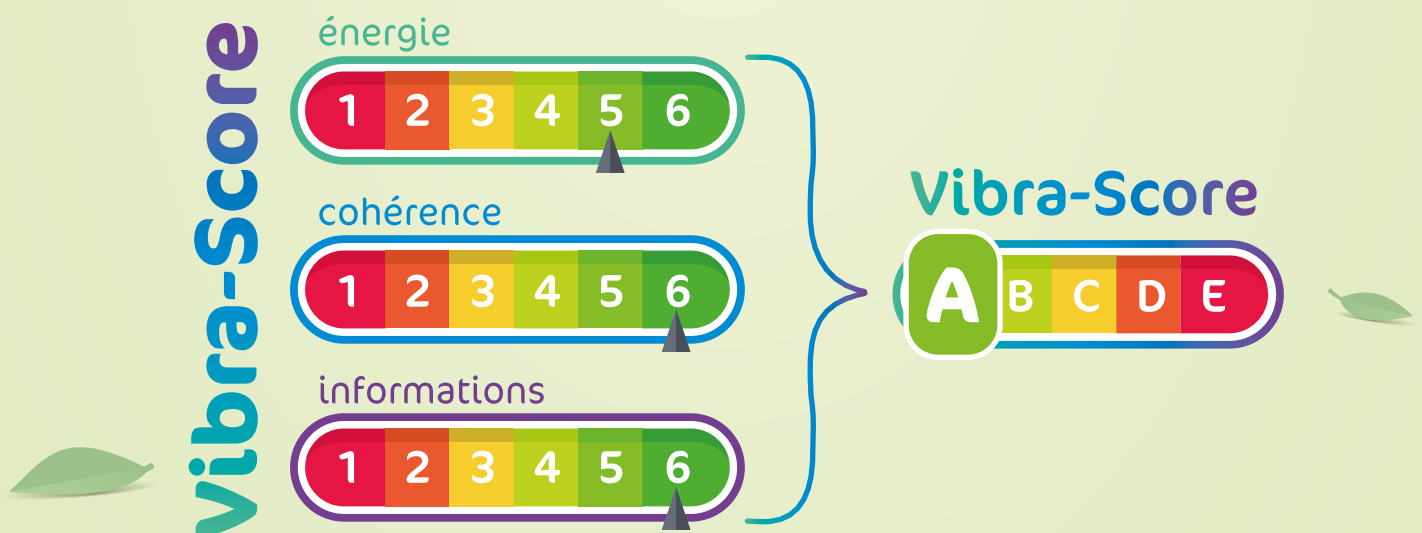 Vibra-Score
énergie
1 2 3 4 5 6
cohérence
1 2 3 4 5 6
informations
1 2 3 4 5 6
Vibra-Score
A B C D E